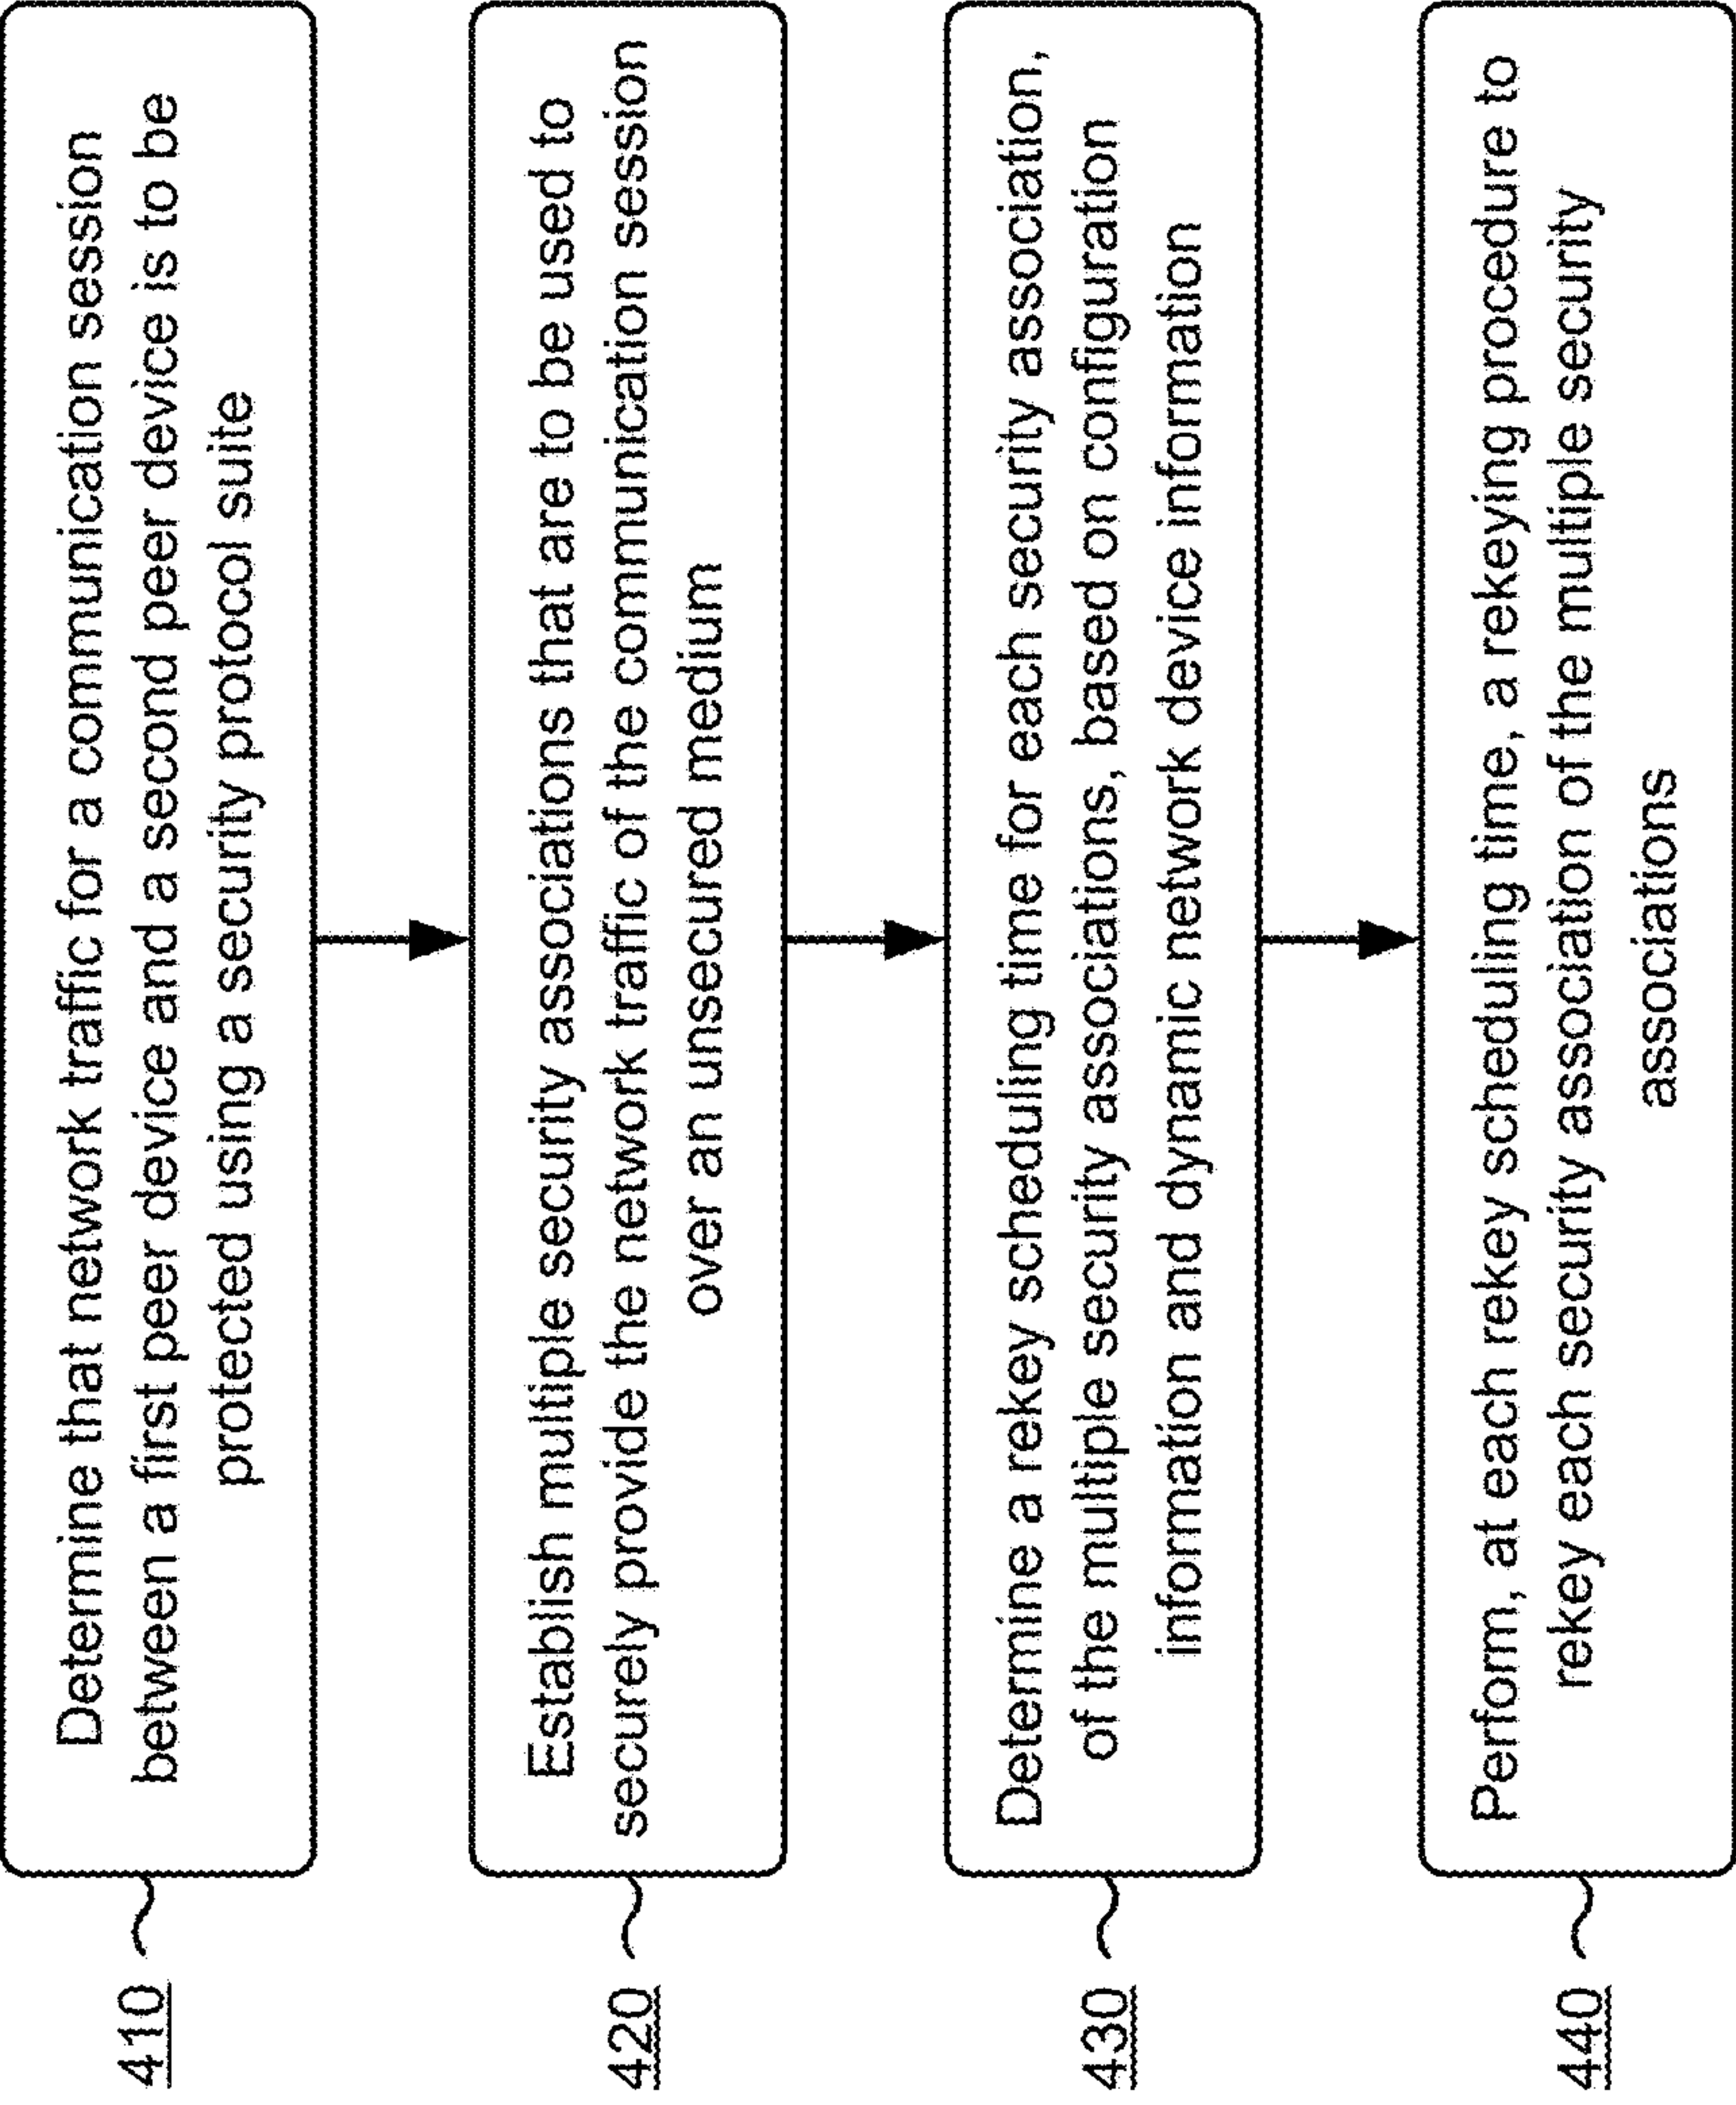 410
Determine that network traffic for a communication session
between a first peer device and a second peer device is to be
protected using a security protocol suite
420
Establish multiple security associations that are to be used to
securely provide the network traffic of the communication session
over an unsecured medium
430
Determine a rekey scheduling time for each security association,
of the multiple security associations, based on configuration
information and dynamic network device information
440
Perform, at each rekey scheduling time, a rekeying procedure to
rekey each security association of the multiple security
associations